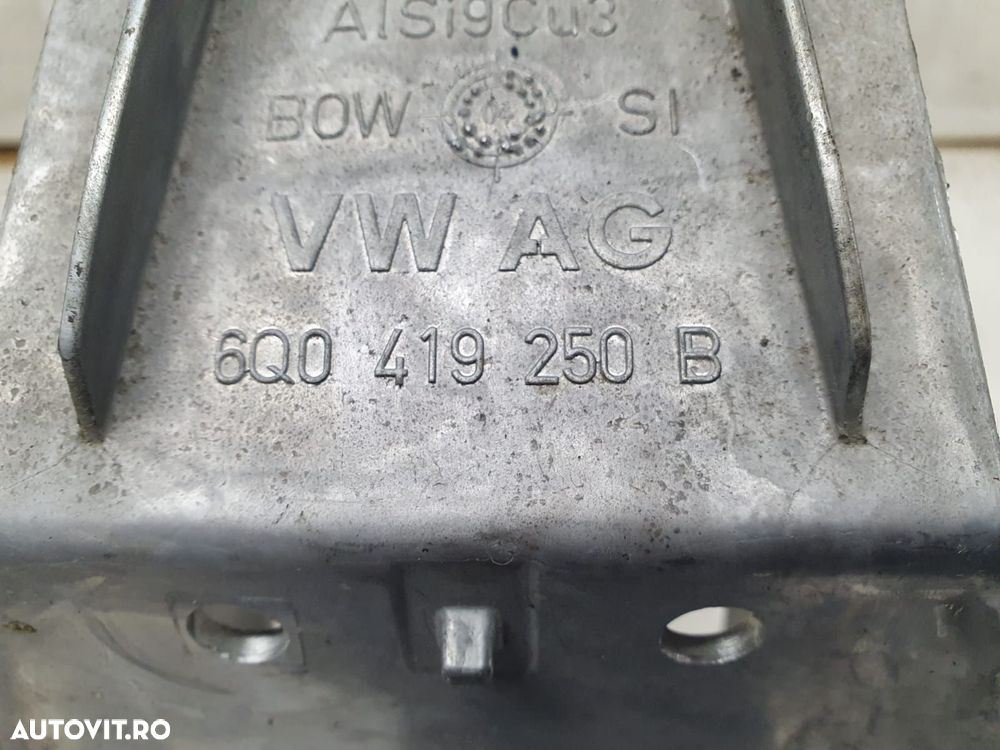 AlSi9Cu3
BOW SI
VW AG
6Q0 419 250 B
AUTOVIT.RO